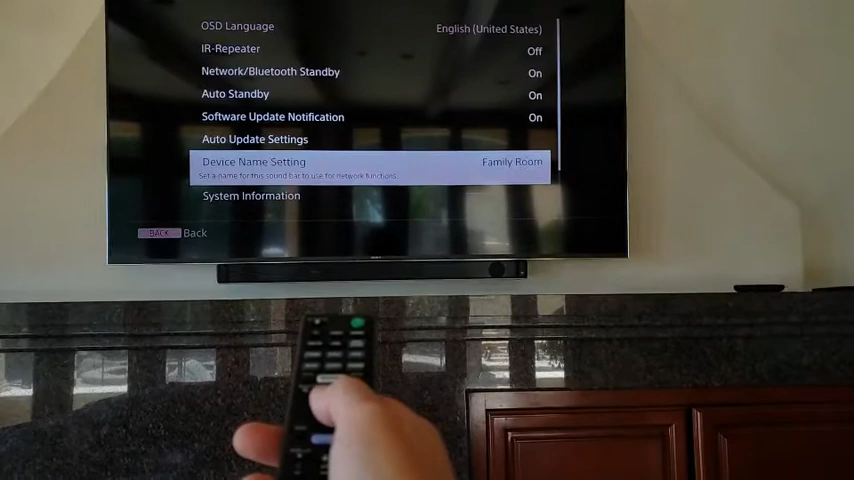 OSD Language English (United States)
IR-Repeater Off
Network/Bluetooth Standby On
Auto Standby On
Software Update Notification On
Auto Update Settings
Device Name Setting Family Room
Set a name for this sound bar to use for network functions.
System Information
BACK Back
SONY